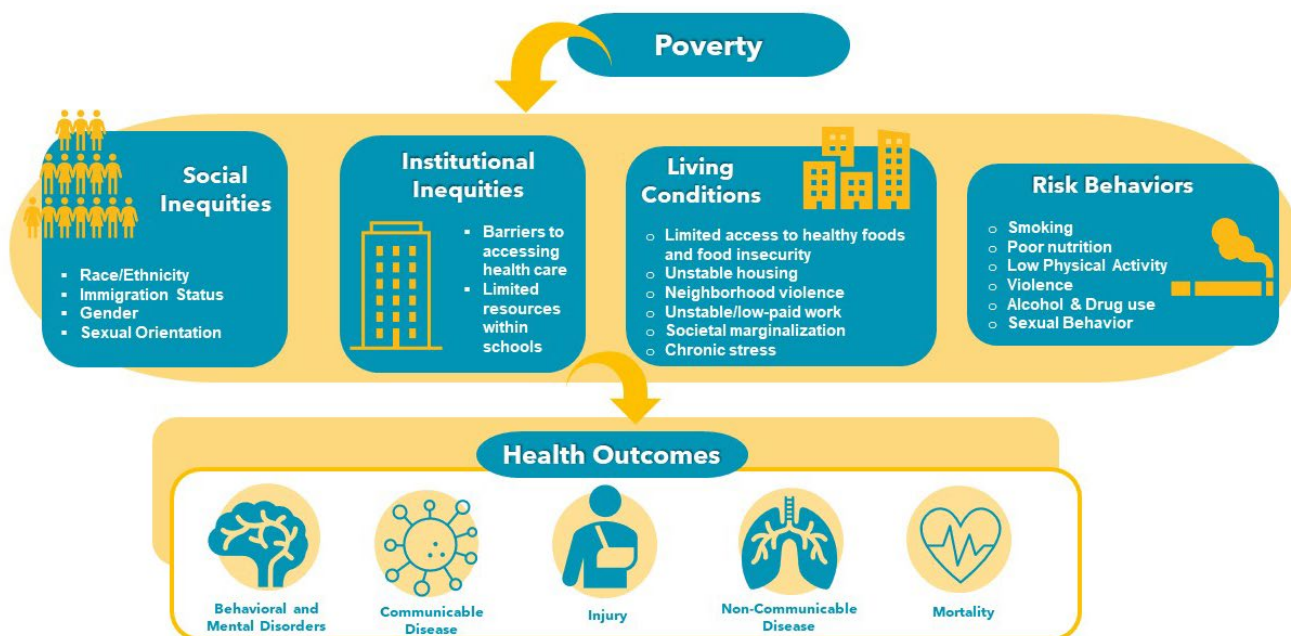 Poverty
Social
Inequities
▪ Race/Ethnicity
▪ Immigration Status
▪ Gender
▪ Sexual Orientation
Institutional
Inequities
▪ Barriers to
accessing
health care
▪ Limited
resources
within
schools
Living
Conditions
o Limited access to healthy foods
and food insecurity
o Unstable housing
o Neighborhood violence
o Unstable/low-paid work
o Societal marginalization
o Chronic stress
Risk Behaviors
o Smoking
o Poor nutrition
o Low Physical Activity
o Violence
o Alcohol & Drug use
o Sexual Behavior
Health Outcomes
Behavioral and
Mental Disorders
Communicable
Disease
Injury
Non-Communicable
Disease
Mortality